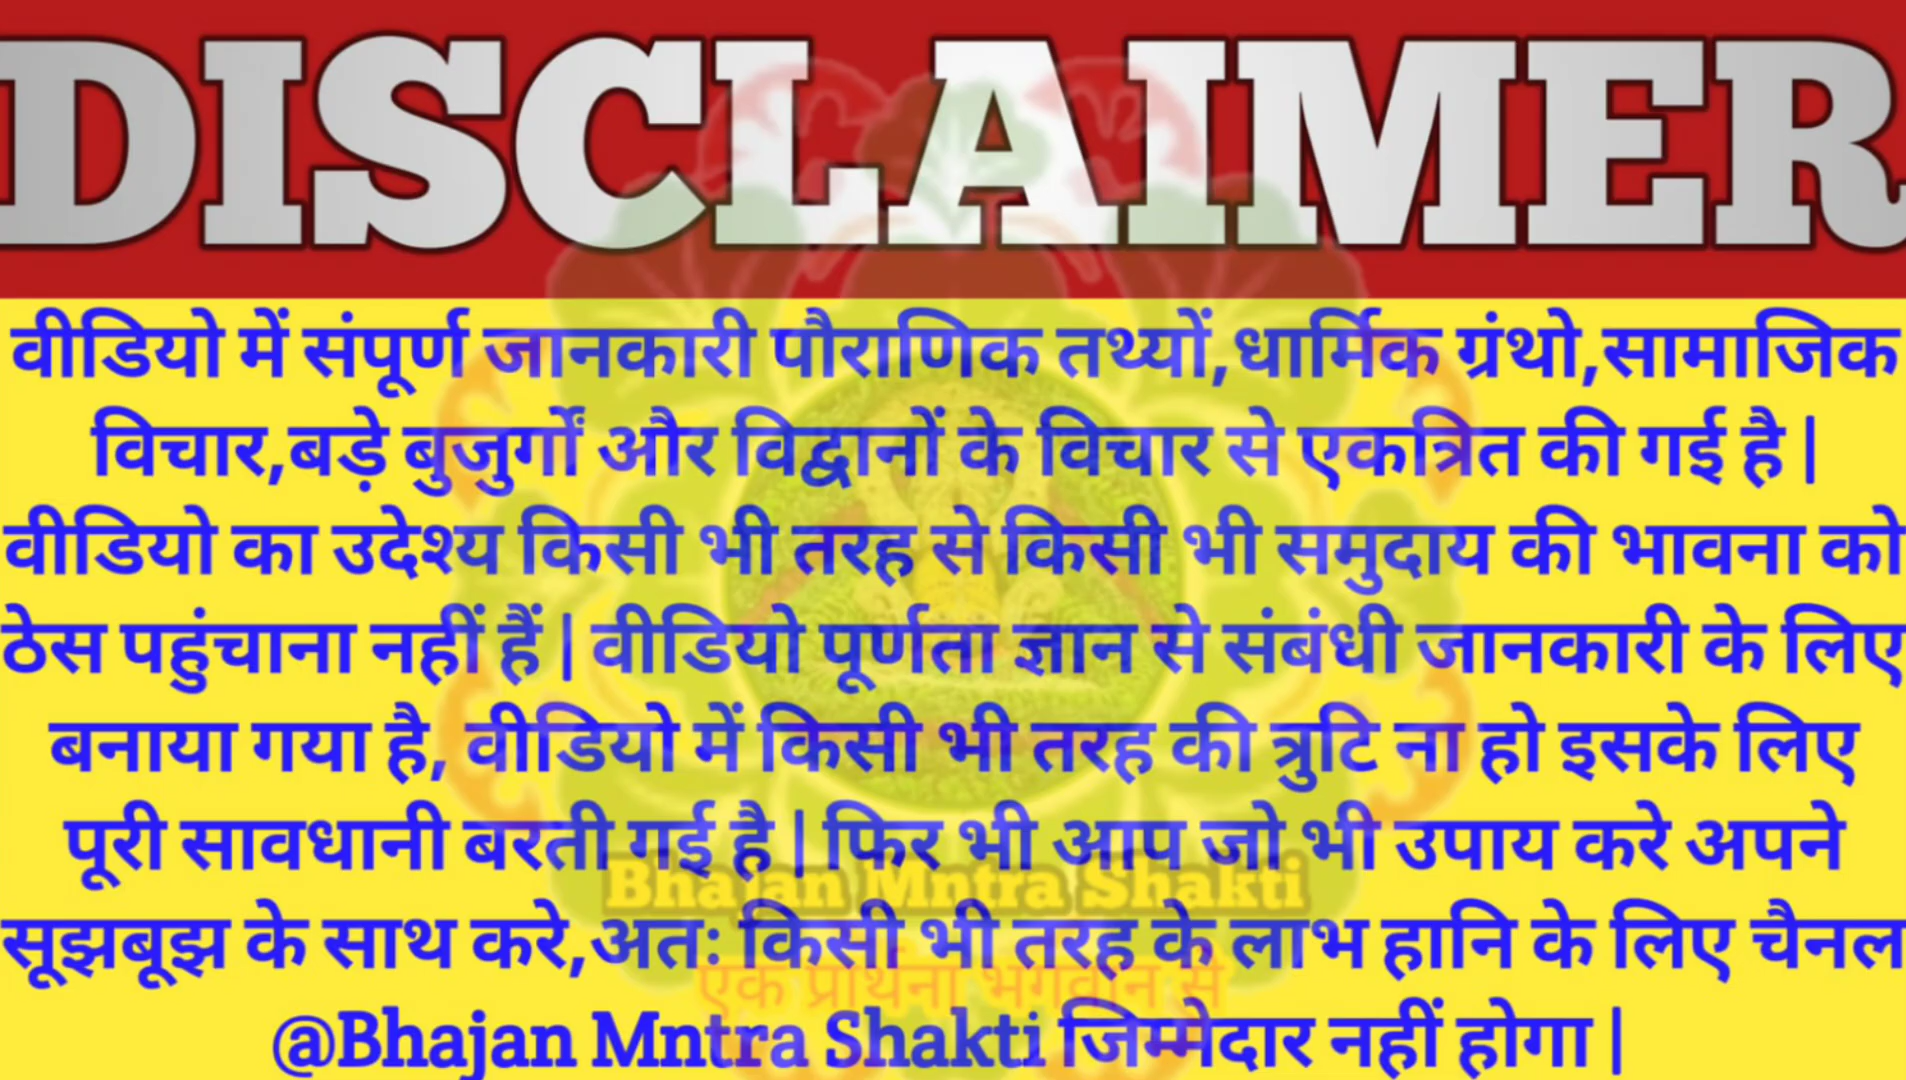 DISCLAIMER
वीडियो में संपूर्ण जानकारी पौराणिक तथ्यों,धार्मिक ग्रंथो,सामाजिक
विचार,बड़े बुजुर्गों और विद्वानों के विचार से एकत्रित की गई है |
वीडियो का उदेश्य किसी भी तरह से किसी भी समुदाय की भावना को
ठेस पहुंचाना नहीं हैं | वीडियो पूर्णता ज्ञान से संबंधी जानकारी के लिए
बनाया गया है, वीडियो में किसी भी तरह की त्रुटि ना हो इसके लिए
पूरी सावधानी बरती गई है | फिर भी आप जो भी उपाय करे अपने
Bhajan Mntra Shakti
सूझबूझ के साथ करे,अतः किसी भी तरह के लाभ हानि के लिए चैनल
एक प्रार्थना भगवान से
@Bhajan Mntra Shakti जिम्मेदार नहीं होगा |